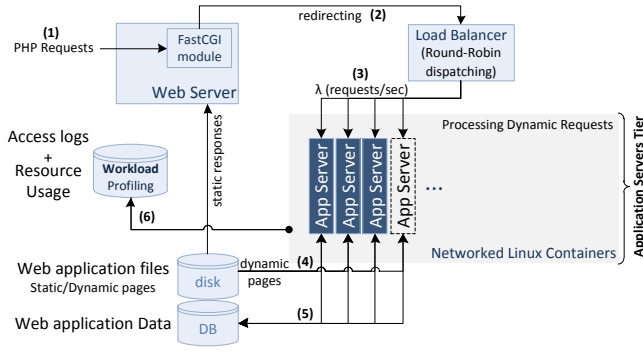 (1)
PHP Requests
FastCGI
module
Web Server
redirecting (2)
Load Balancer
(Round-Robin
dispatching)
(3)
λ (requests/sec)
Processing Dynamic Requests
App Server
App Server
App Server
App Server
...
Networked Linux Containers
Application Servers Tier
Access logs
+
Resource
Usage
Workload
Profiling
(6)
static responses
Web application files
Static/Dynamic pages
disk
dynamic (4)
pages
Web application Data
DB
(5)